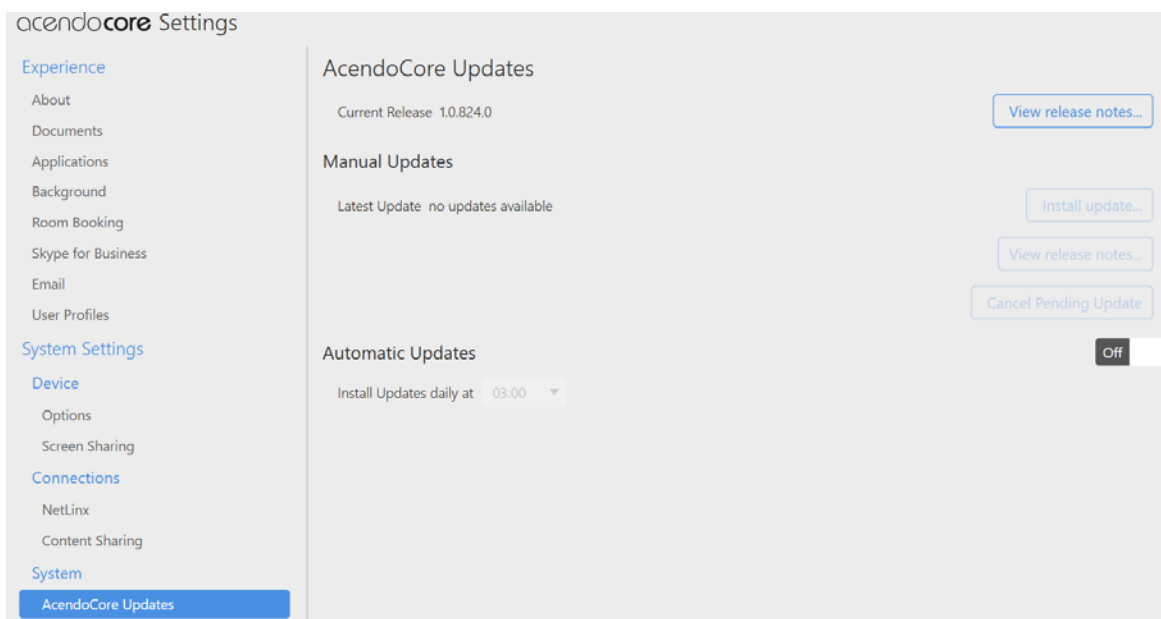 acendocore Settings
Experience
About
Documents
Applications
Background
Room Booking
Skype for Business
Email
User Profiles
System Settings
Device
Options
Screen Sharing
Connections
NetLinx
Content Sharing
System
AcendoCore Updates
AcendoCore Updates
Current Release 1.0.824.0
View release notes...
Manual Updates
Latest Update no updates available
Install update...
View release notes...
Cancel Pending Update
Automatic Updates
Off
Install Updates daily at 03:00